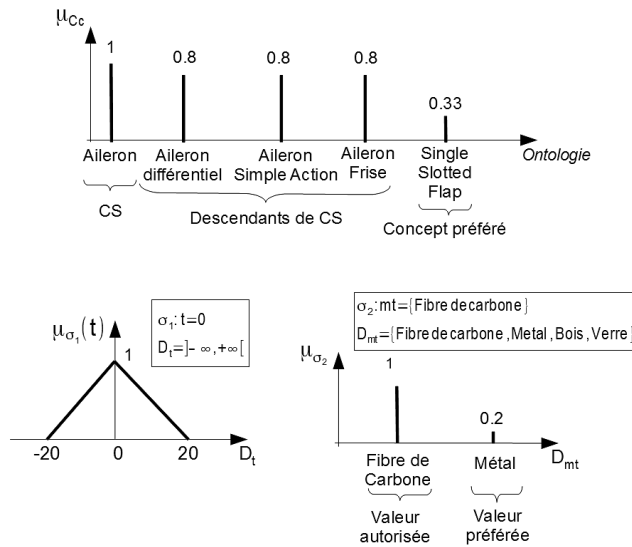 μCc
1
0.8
0.8
0.8
0.33
Aileron
Aileron différentiel
Aileron Simple Action
Aileron Frise
Single Slotted Flap
Ontologie
CS
Descendants de CS
Concept préféré
μσ1(t)
1
σ1:t=0
Dt=]-∞,+∞[
-20
0
20
Dt
σ2:mt={Fibre de carbone}
Dmt={Fibre de carbone,Metal,Bois,Verre}
μσ2
1
0.2
Fibre de Carbone
Métal
Dmt
Valeur autorisée
Valeur préférée